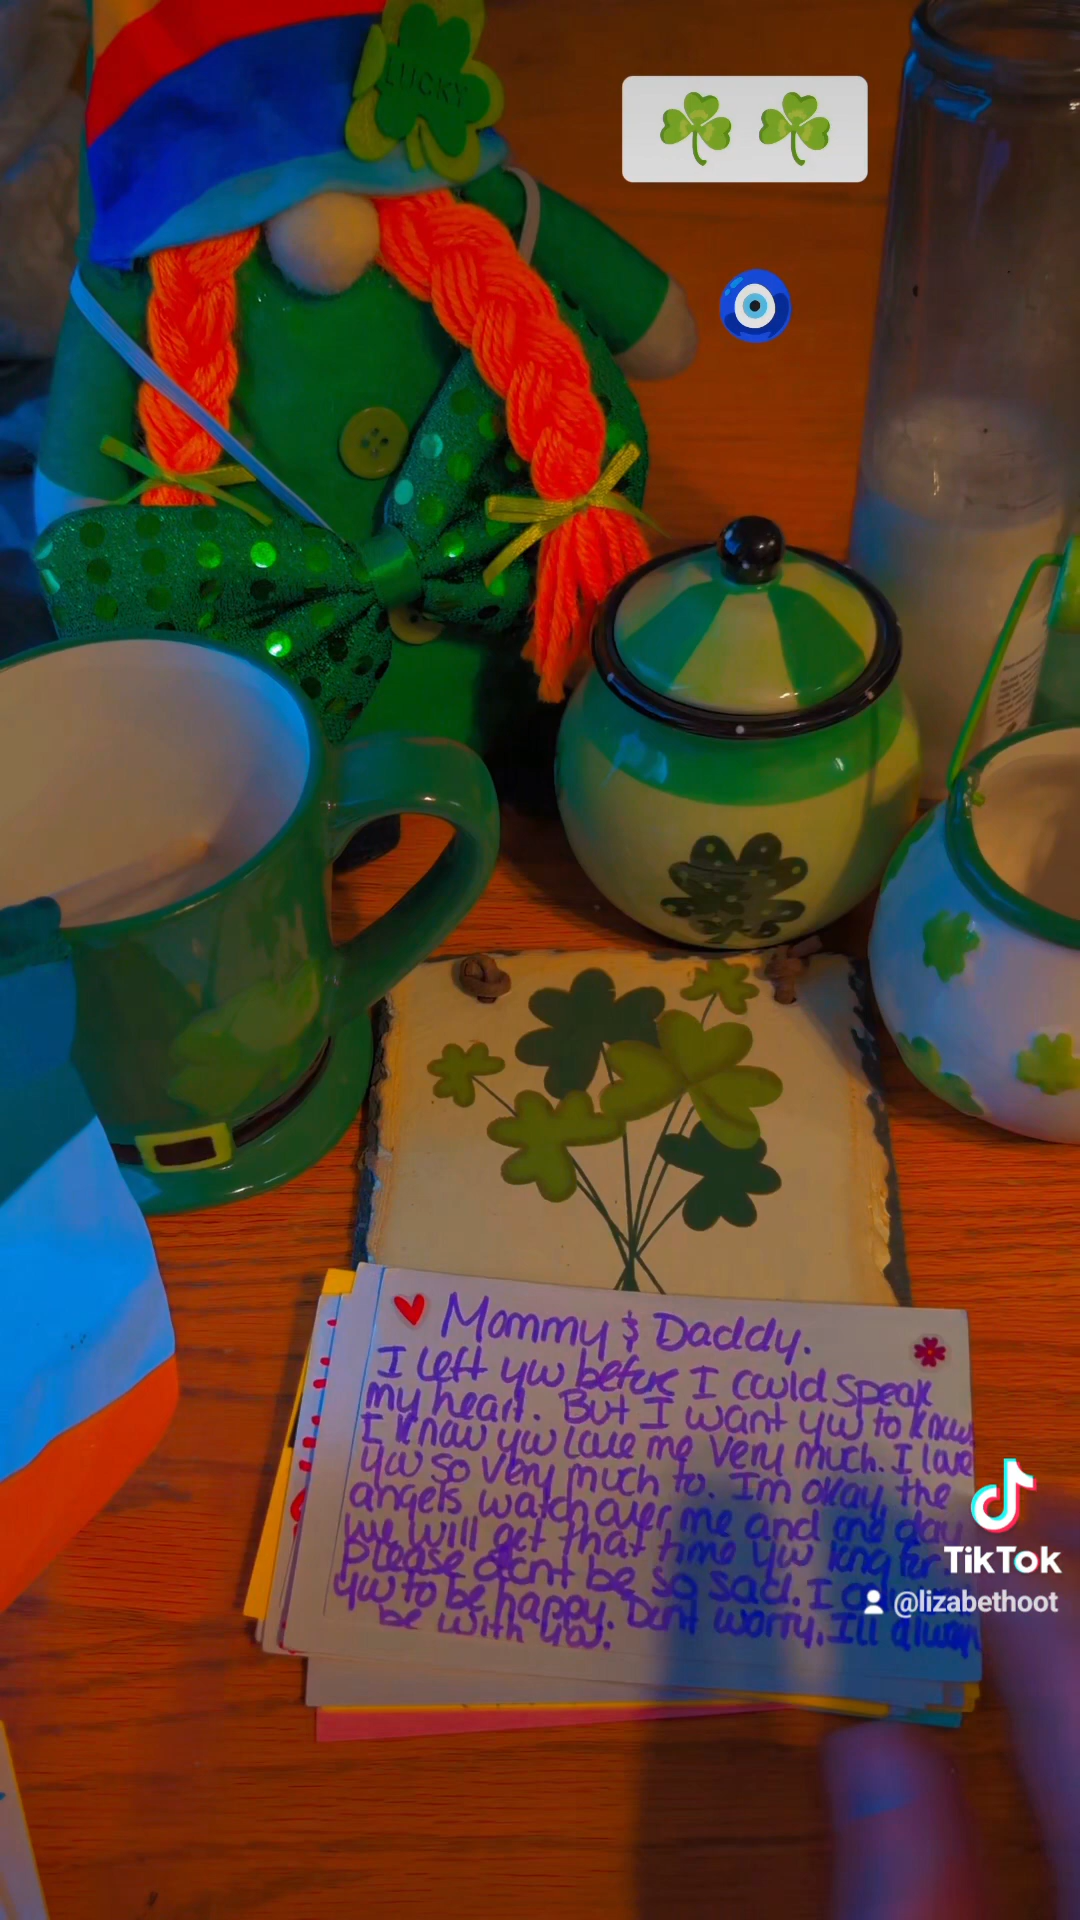 LUCKY
Mommy & Daddy.
I left you before I could speak
my heart. But I want you to know
I know you love me very much. I love
you so very much to. Im okay, the
angels watch over me and one day
we will get that time you long for
please dont be so sad. I
you to be happy. Dont worry, Ill always
be with you.
TikTok
@lizabethoot